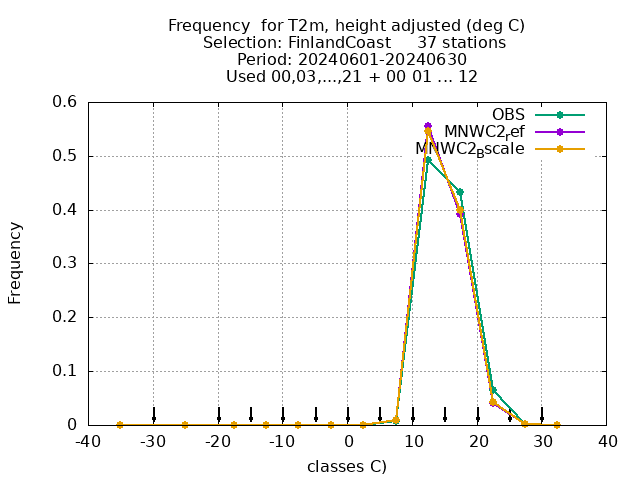 Frequency  for T2m, height adjusted (deg C)
Selection: FinlandCoast     37 stations
Period: 20240601-20240630
Used 00,03,...,21 + 00 01 ... 12
OBS
MNWC2ref
MNWC2Bscale
0.6
0.5
0.4
0.3
0.2
0.1
0
Frequency
-40 -30 -20 -10 0 10 20 30 40
classes C)